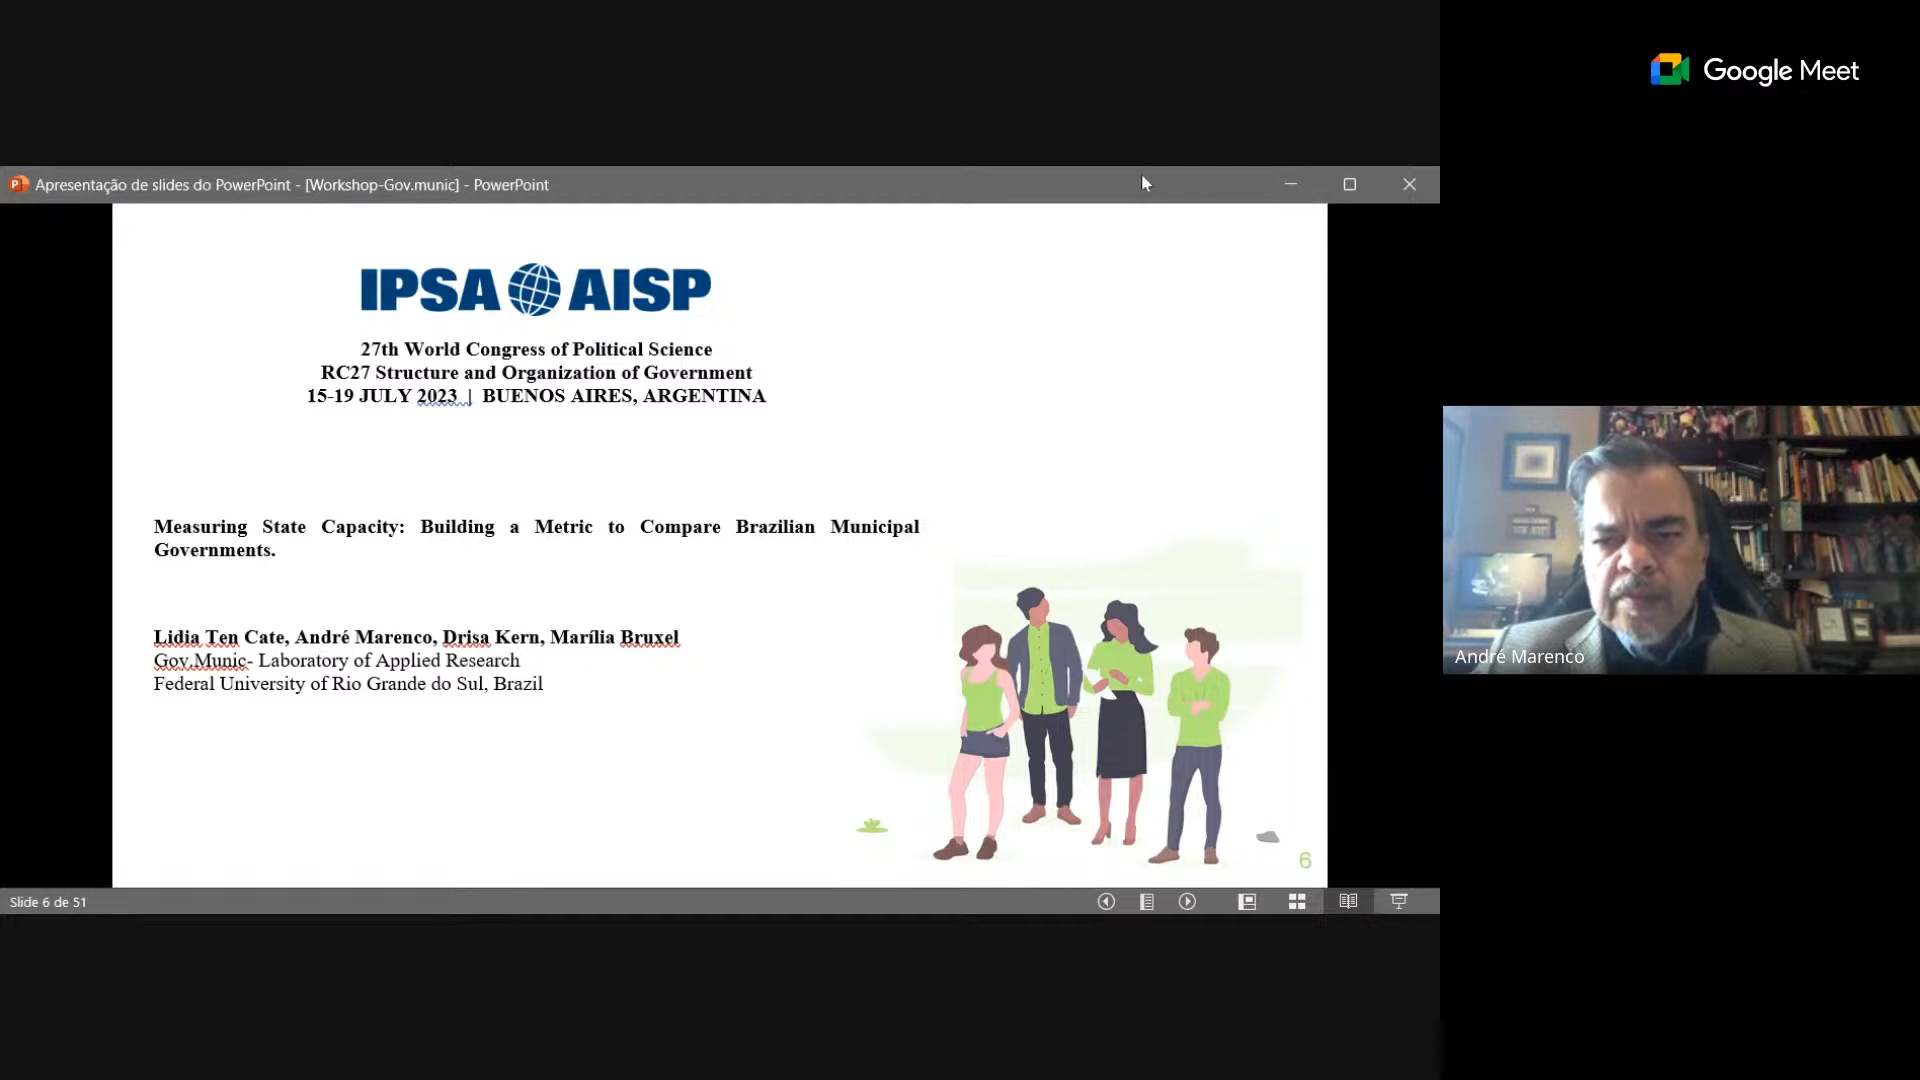 Google Meet
Apresentação de slides do PowerPoint - [Workshop-Gov.munic] - PowerPoint
IPSA AISP
27th World Congress of Political Science
RC27 Structure and Organization of Government
15-19 JULY 2023 | BUENOS AIRES, ARGENTINA
Measuring State Capacity: Building a Metric to Compare Brazilian Municipal
Governments.
Lidia Ten Cate, André Marenco, Drisa Kern, Marília Bruxel
Gov.Munic- Laboratory of Applied Research
Federal University of Rio Grande do Sul, Brazil
6
Slide 6 de 51
André Marenco